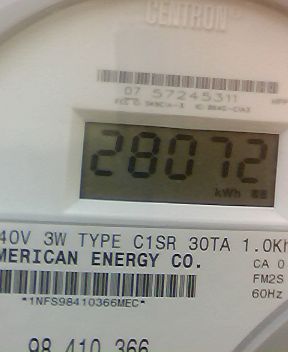 CENTRON
07 57245311
28072
kWh
40V 3W TYPE C1SR 30TA 1.0Kh
MERICAN ENERGY CO.
CA 0
FM2S
60Hz
*1NFS98410366MEC*
98 410 366